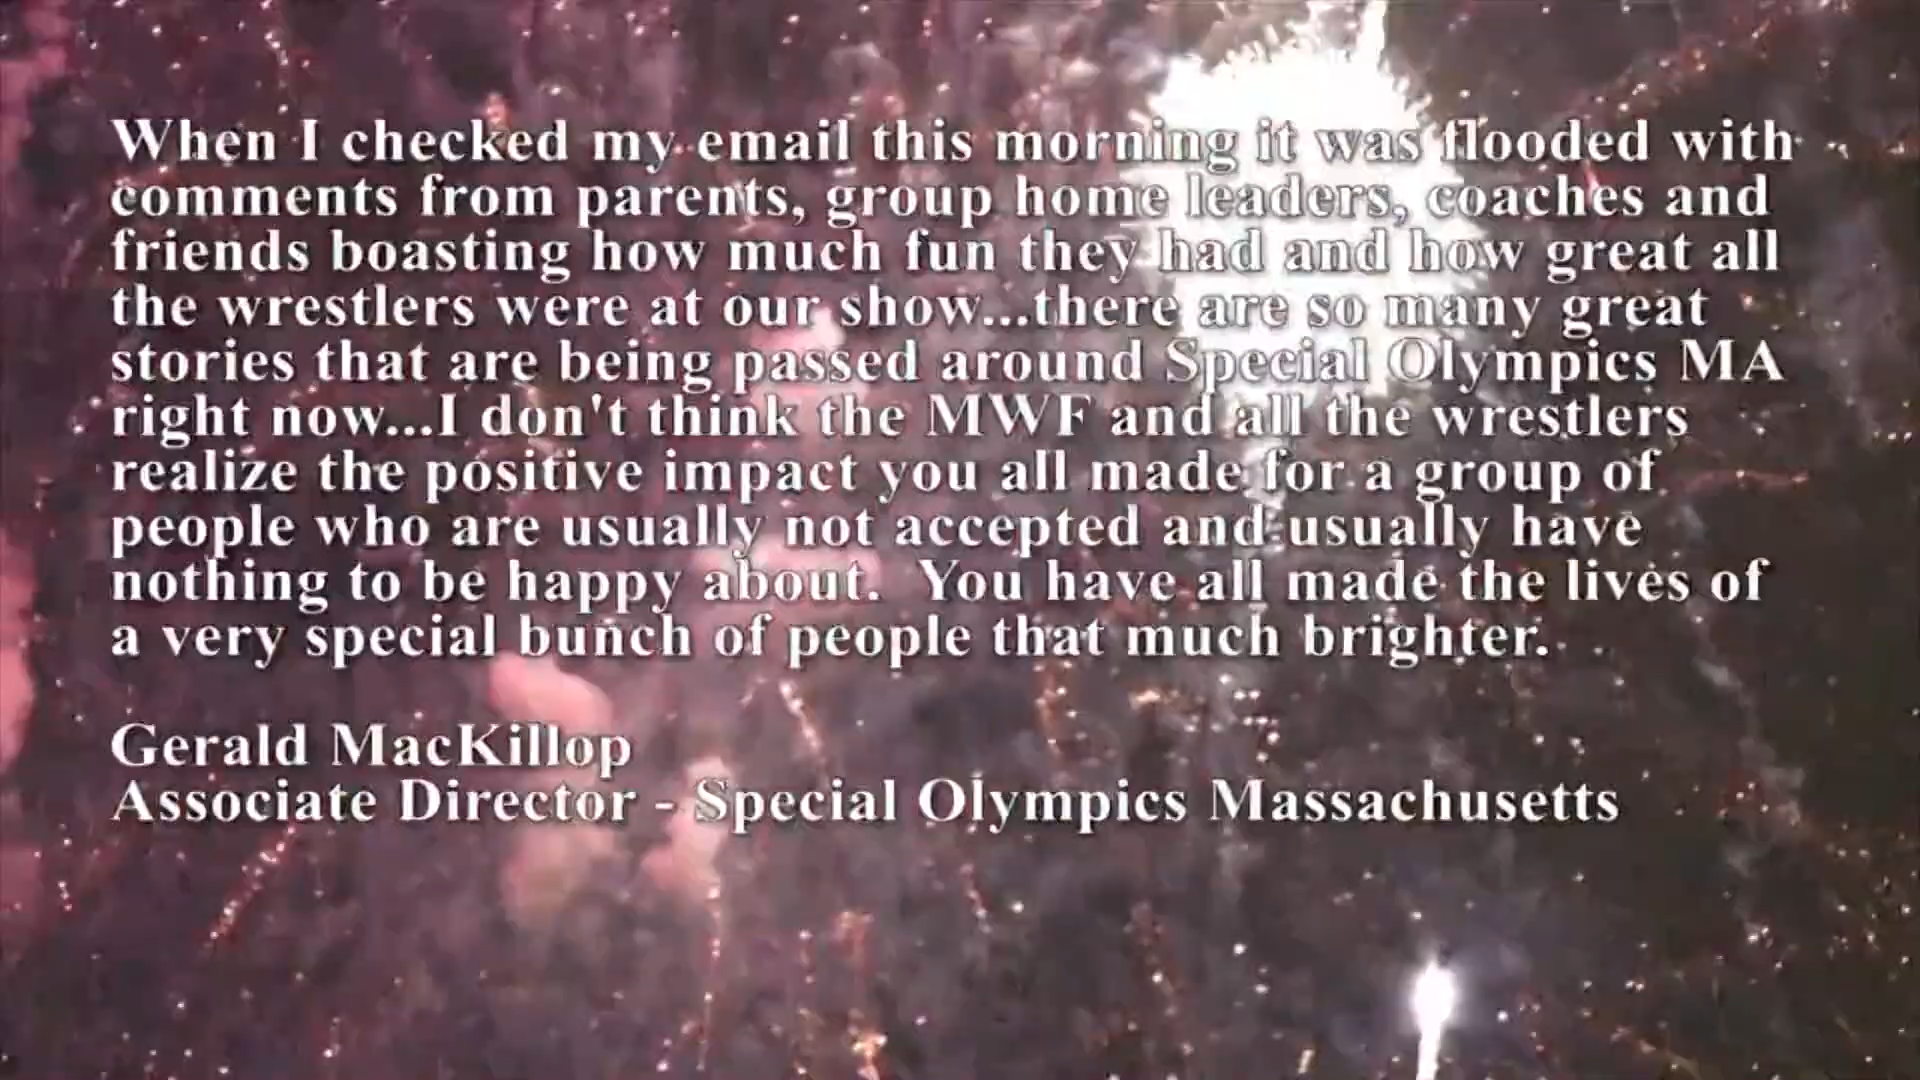 When I checked my email this morning it was flooded with
comments from parents, group home leaders, coaches and
friends boasting how much fun they had and how great all
the wrestlers were at our show...there are so many great
stories that are being passed around Special Olympics MA
right now...I don't think the MWF and all the wrestlers
realize the positive impact you all made for a group of
people who are usually not accepted and usually have
nothing to be happy about.  You have all made the lives of
a very special bunch of people that much brighter.
Gerald MacKillop
Associate Director - Special Olympics Massachusetts